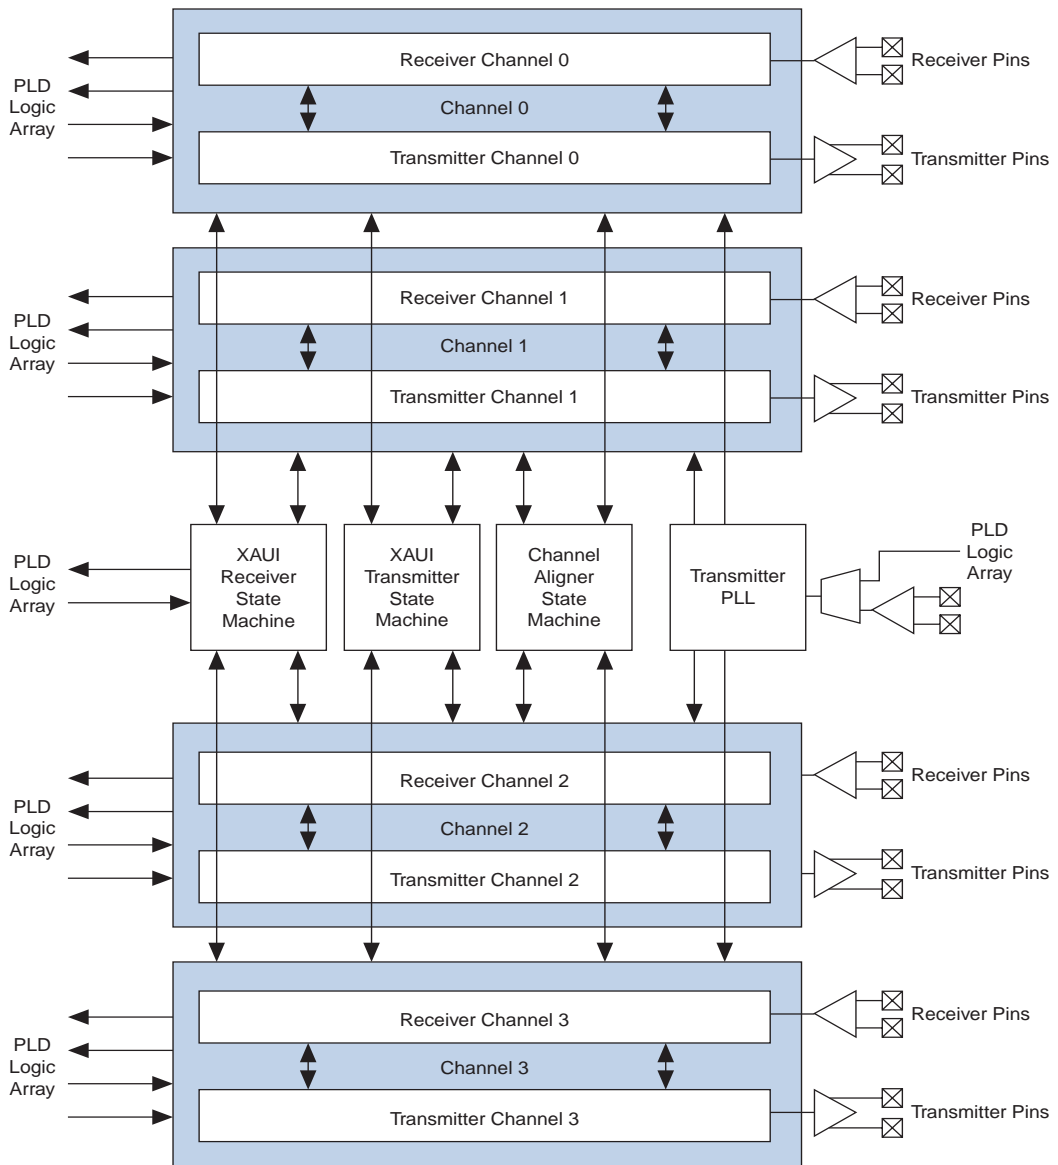 Receiver Channel 0
Receiver Pins
PLD
Logic
Array
Channel 0
Transmitter Channel 0
Transmitter Pins
Receiver Channel 1
Receiver Pins
PLD
Logic
Array
Channel 1
Transmitter Channel 1
Transmitter Pins
PLD
Logic
Array
XAUI
Receiver
State
Machine
XAUI
Transmitter
State
Machine
Channel
Aligner
State
Machine
Transmitter
PLL
PLD
Logic
Array
Receiver Channel 2
Receiver Pins
PLD
Logic
Array
Channel 2
Transmitter Channel 2
Transmitter Pins
Receiver Channel 3
Receiver Pins
PLD
Logic
Array
Channel 3
Transmitter Channel 3
Transmitter Pins